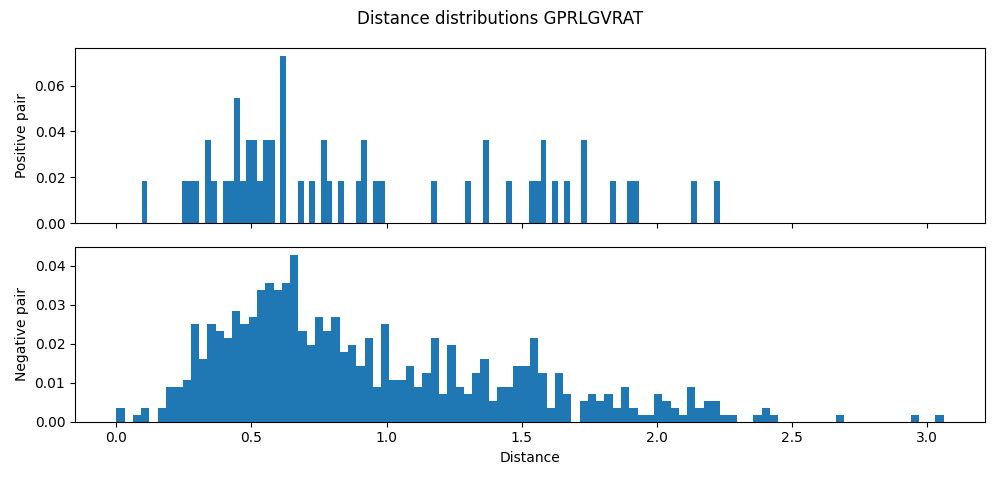 Distance distributions GPRLGVRAT
Positive pair
0.06
0.04
0.02
0.00
Negative pair
0.04
0.03
0.02
0.01
0.00
0.0 0.5 1.0 1.5 2.0 2.5 3.0
Distance